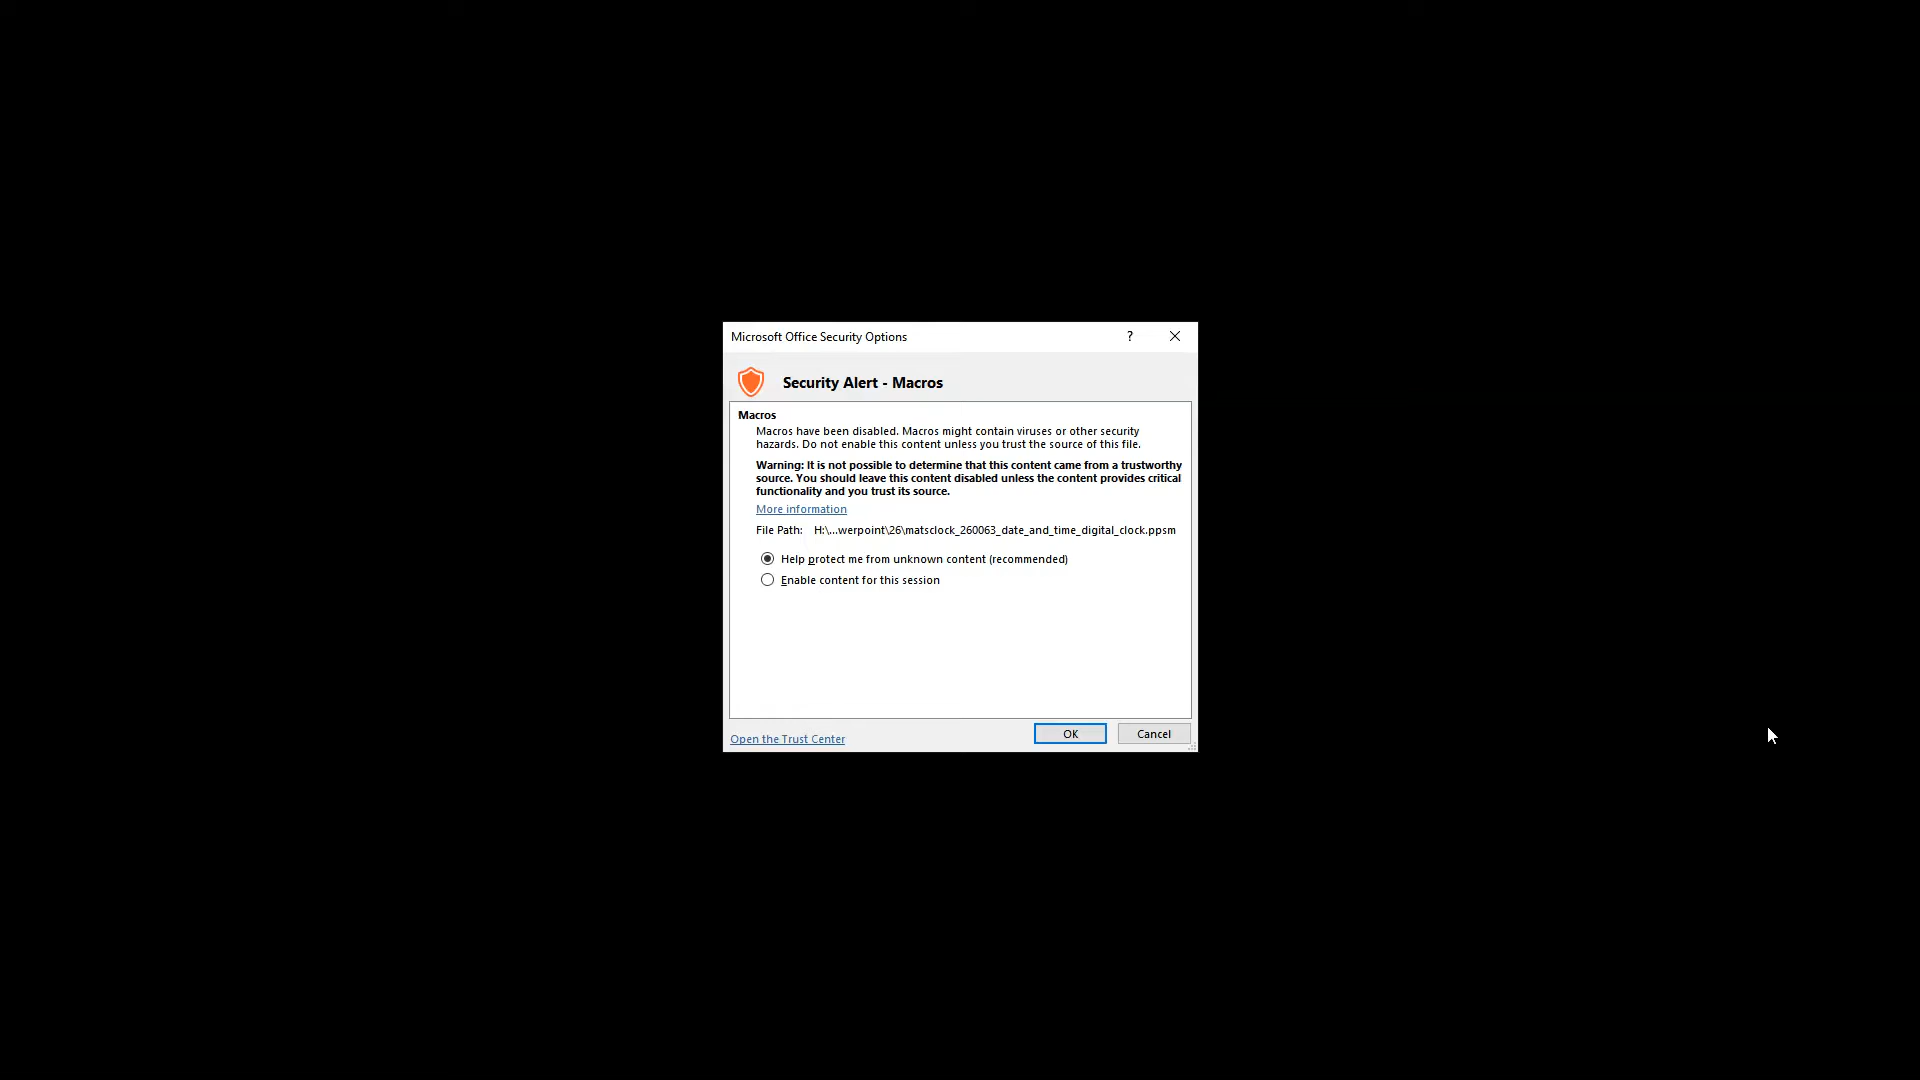 Microsoft Office Security Options
?
Security Alert - Macros
Macros
Macros have been disabled. Macros might contain viruses or other security
hazards. Do not enable this content unless you trust the source of this file.
Warning: It is not possible to determine that this content came from a trustworthy
source. You should leave this content disabled unless the content provides critical
functionality and you trust its source.
More information
File Path: H:\...werpoint\26\matsclock_260063_date_and_time_digital_clock.ppsm
Help protect me from unknown content (recommended)
Enable content for this session
Open the Trust Center
OK
Cancel